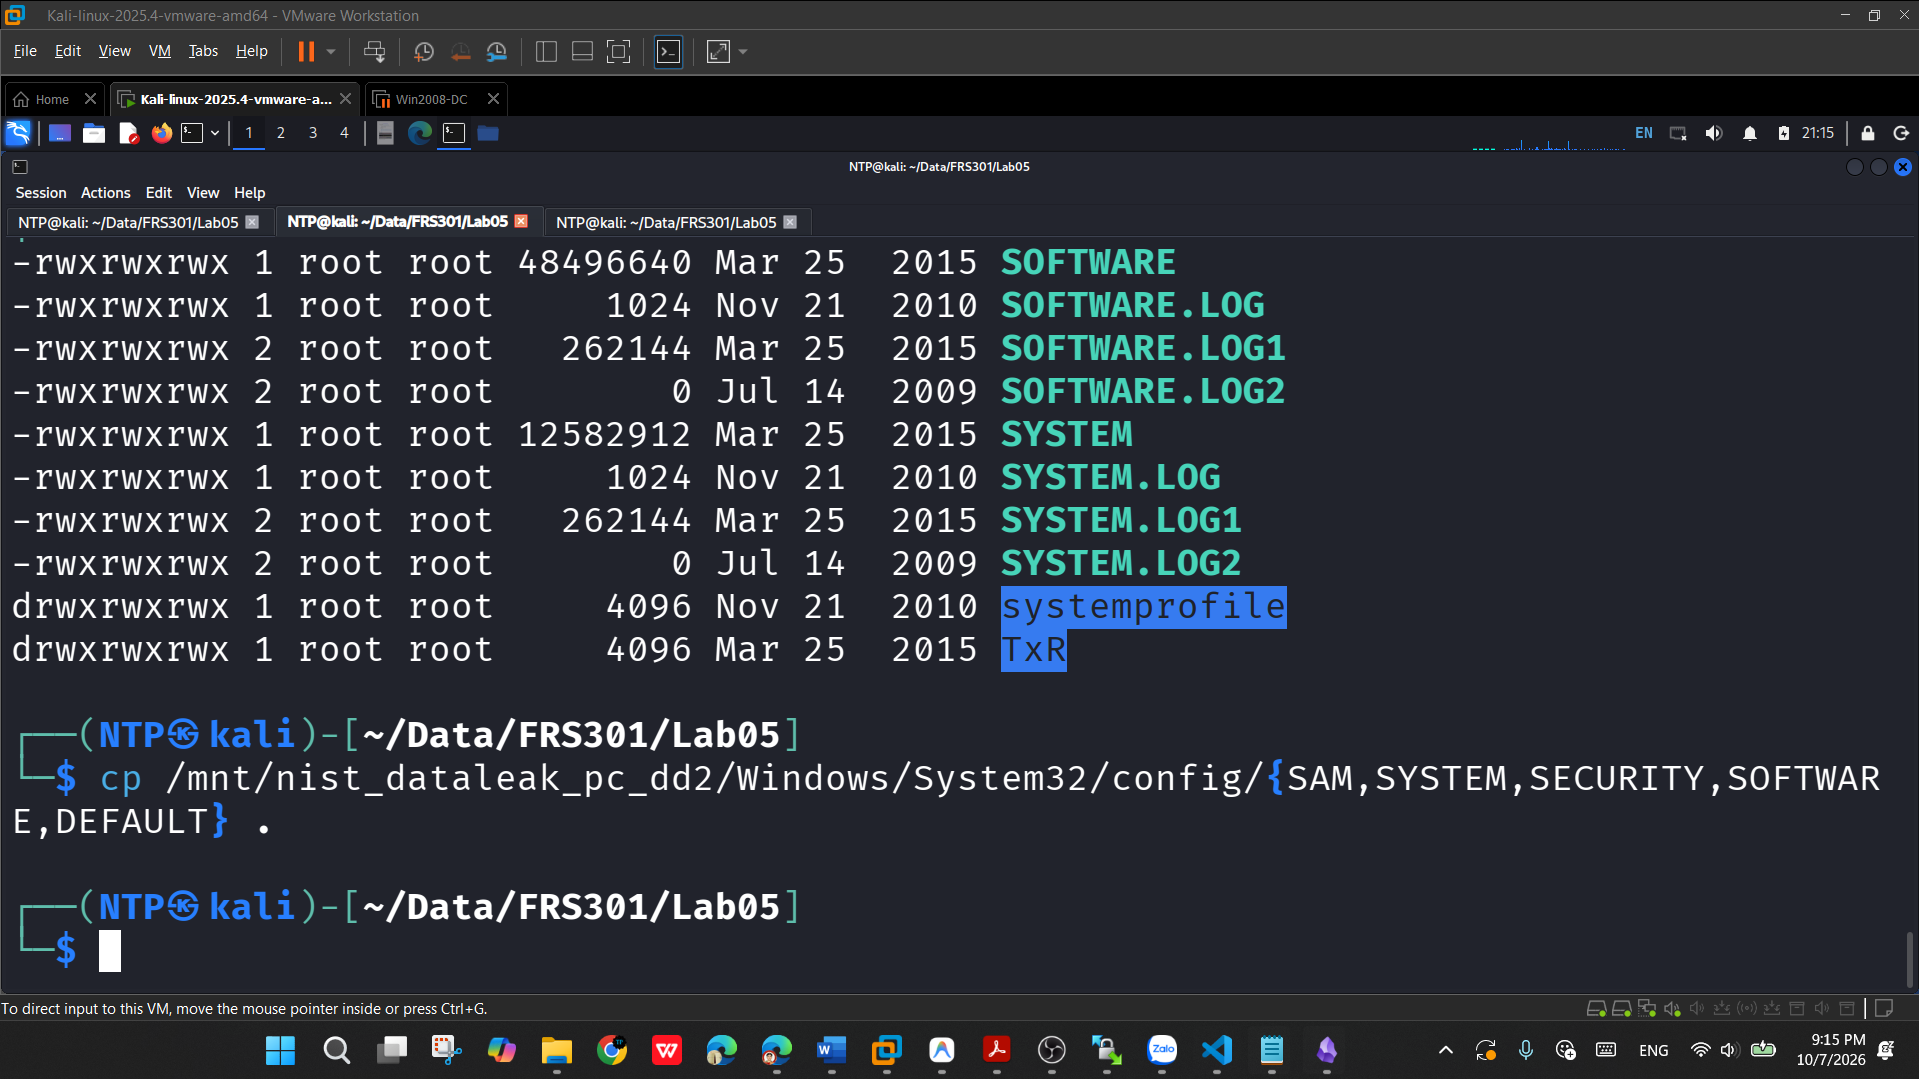 Kali-linux-2025.4-vmware-amd64 - VMware Workstation
File Edit View VM Tabs Help
Home Kali-linux-2025.4-vmware-a... Win2008-DC
1 2 3 4 EN 21:15
NTP@kali: ~/Data/FRS301/Lab05
Session Actions Edit View Help
NTP@kali: ~/Data/FRS301/Lab05 NTP@kali: ~/Data/FRS301/Lab05 NTP@kali: ~/Data/FRS301/Lab05
-rwxrwxrwx 1 root root 48496640 Mar 25  2015 SOFTWARE
-rwxrwxrwx 1 root root     1024 Nov 21  2010 SOFTWARE.LOG
-rwxrwxrwx 2 root root   262144 Mar 25  2015 SOFTWARE.LOG1
-rwxrwxrwx 2 root root        0 Jul 14  2009 SOFTWARE.LOG2
-rwxrwxrwx 1 root root 12582912 Mar 25  2015 SYSTEM
-rwxrwxrwx 1 root root     1024 Nov 21  2010 SYSTEM.LOG
-rwxrwxrwx 2 root root   262144 Mar 25  2015 SYSTEM.LOG1
-rwxrwxrwx 2 root root        0 Jul 14  2009 SYSTEM.LOG2
drwxrwxrwx 1 root root     4096 Nov 21  2010 systemprofile
drwxrwxrwx 1 root root     4096 Mar 25  2015 TxR
┌──(NTP㉿kali)-[~/Data/FRS301/Lab05]
└─$ cp /mnt/nist_dataleak_pc_dd2/Windows/System32/config/{SAM,SYSTEM,SECURITY,SOFTWAR
E,DEFAULT} .
┌──(NTP㉿kali)-[~/Data/FRS301/Lab05]
└─$
To direct input to this VM, move the mouse pointer inside or press Ctrl+G.
Zalo
ENG
9:15 PM
10/7/2026